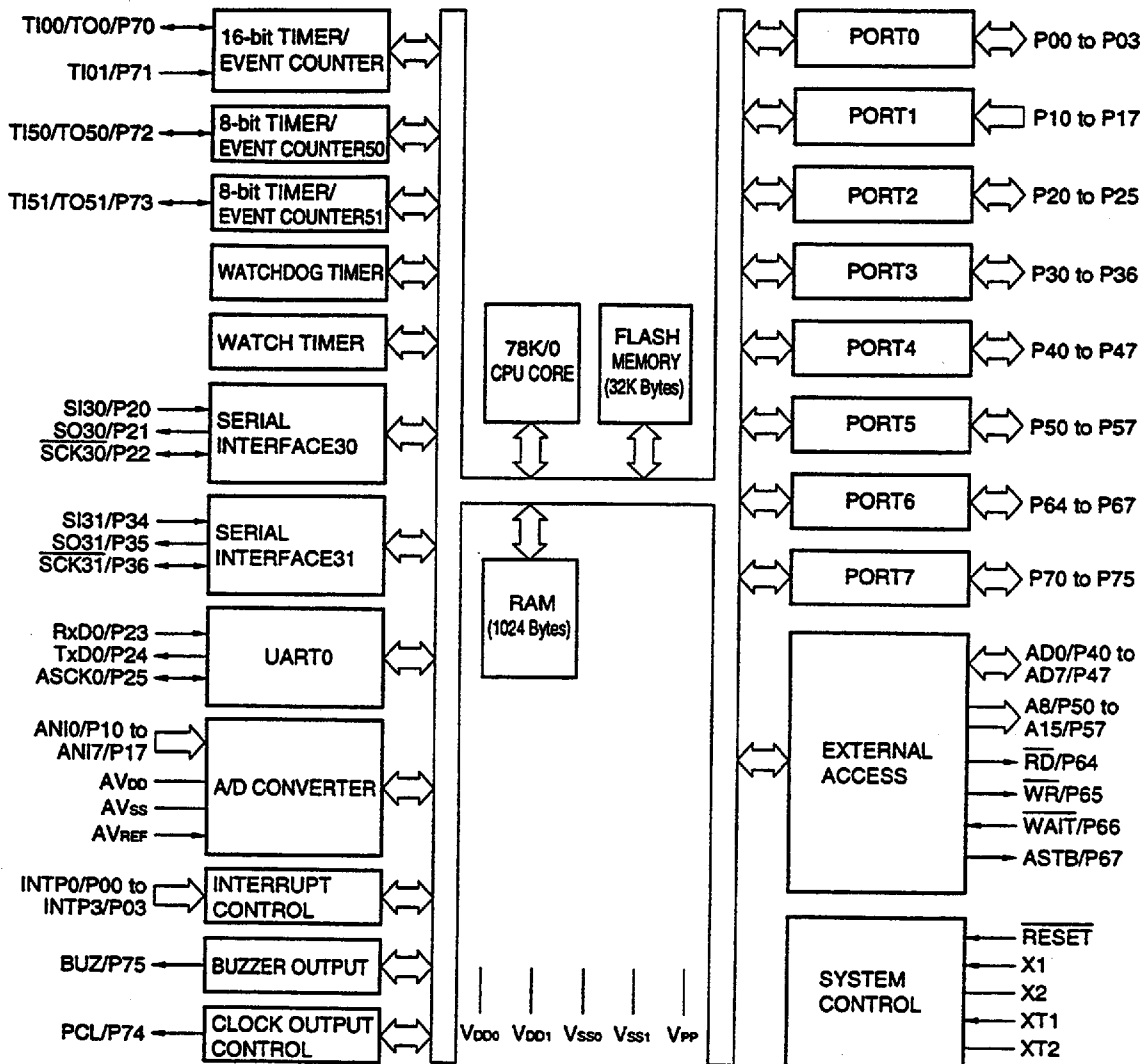 TI00/TO0/P70
TI01/P71
16-bit TIMER/
EVENT COUNTER
TI50/TO50/P72
8-bit TIMER/
EVENT COUNTER50
TI51/TO51/P73
8-bit TIMER/
EVENT COUNTER51
WATCHDOG TIMER
WATCH TIMER
SI30/P20
SO30/P21
SCK30/P22
SERIAL
INTERFACE30
SI31/P34
SO31/P35
SCK31/P36
SERIAL
INTERFACE31
RxD0/P23
TxD0/P24
ASCK0/P25
UART0
ANI0/P10 to
ANI7/P17
AVDD
AVSS
AVREF
A/D CONVERTER
INTP0/P00 to
INTP3/P03
INTERRUPT
CONTROL
BUZ/P75
BUZZER OUTPUT
PCL/P74
CLOCK OUTPUT
CONTROL
78K/0
CPU CORE
FLASH
MEMORY
(32K Bytes)
RAM
(1024 Bytes)
VDD0 VDD1 VSS0 VSS1 VPP
PORT0 P00 to P03
PORT1 P10 to P17
PORT2 P20 to P25
PORT3 P30 to P36
PORT4 P40 to P47
PORT5 P50 to P57
PORT6 P64 to P67
PORT7 P70 to P75
EXTERNAL
ACCESS
AD0/P40 to
AD7/P47
A8/P50 to
A15/P57
RD/P64
WR/P65
WAIT/P66
ASTB/P67
SYSTEM
CONTROL
RESET
X1
X2
XT1
XT2